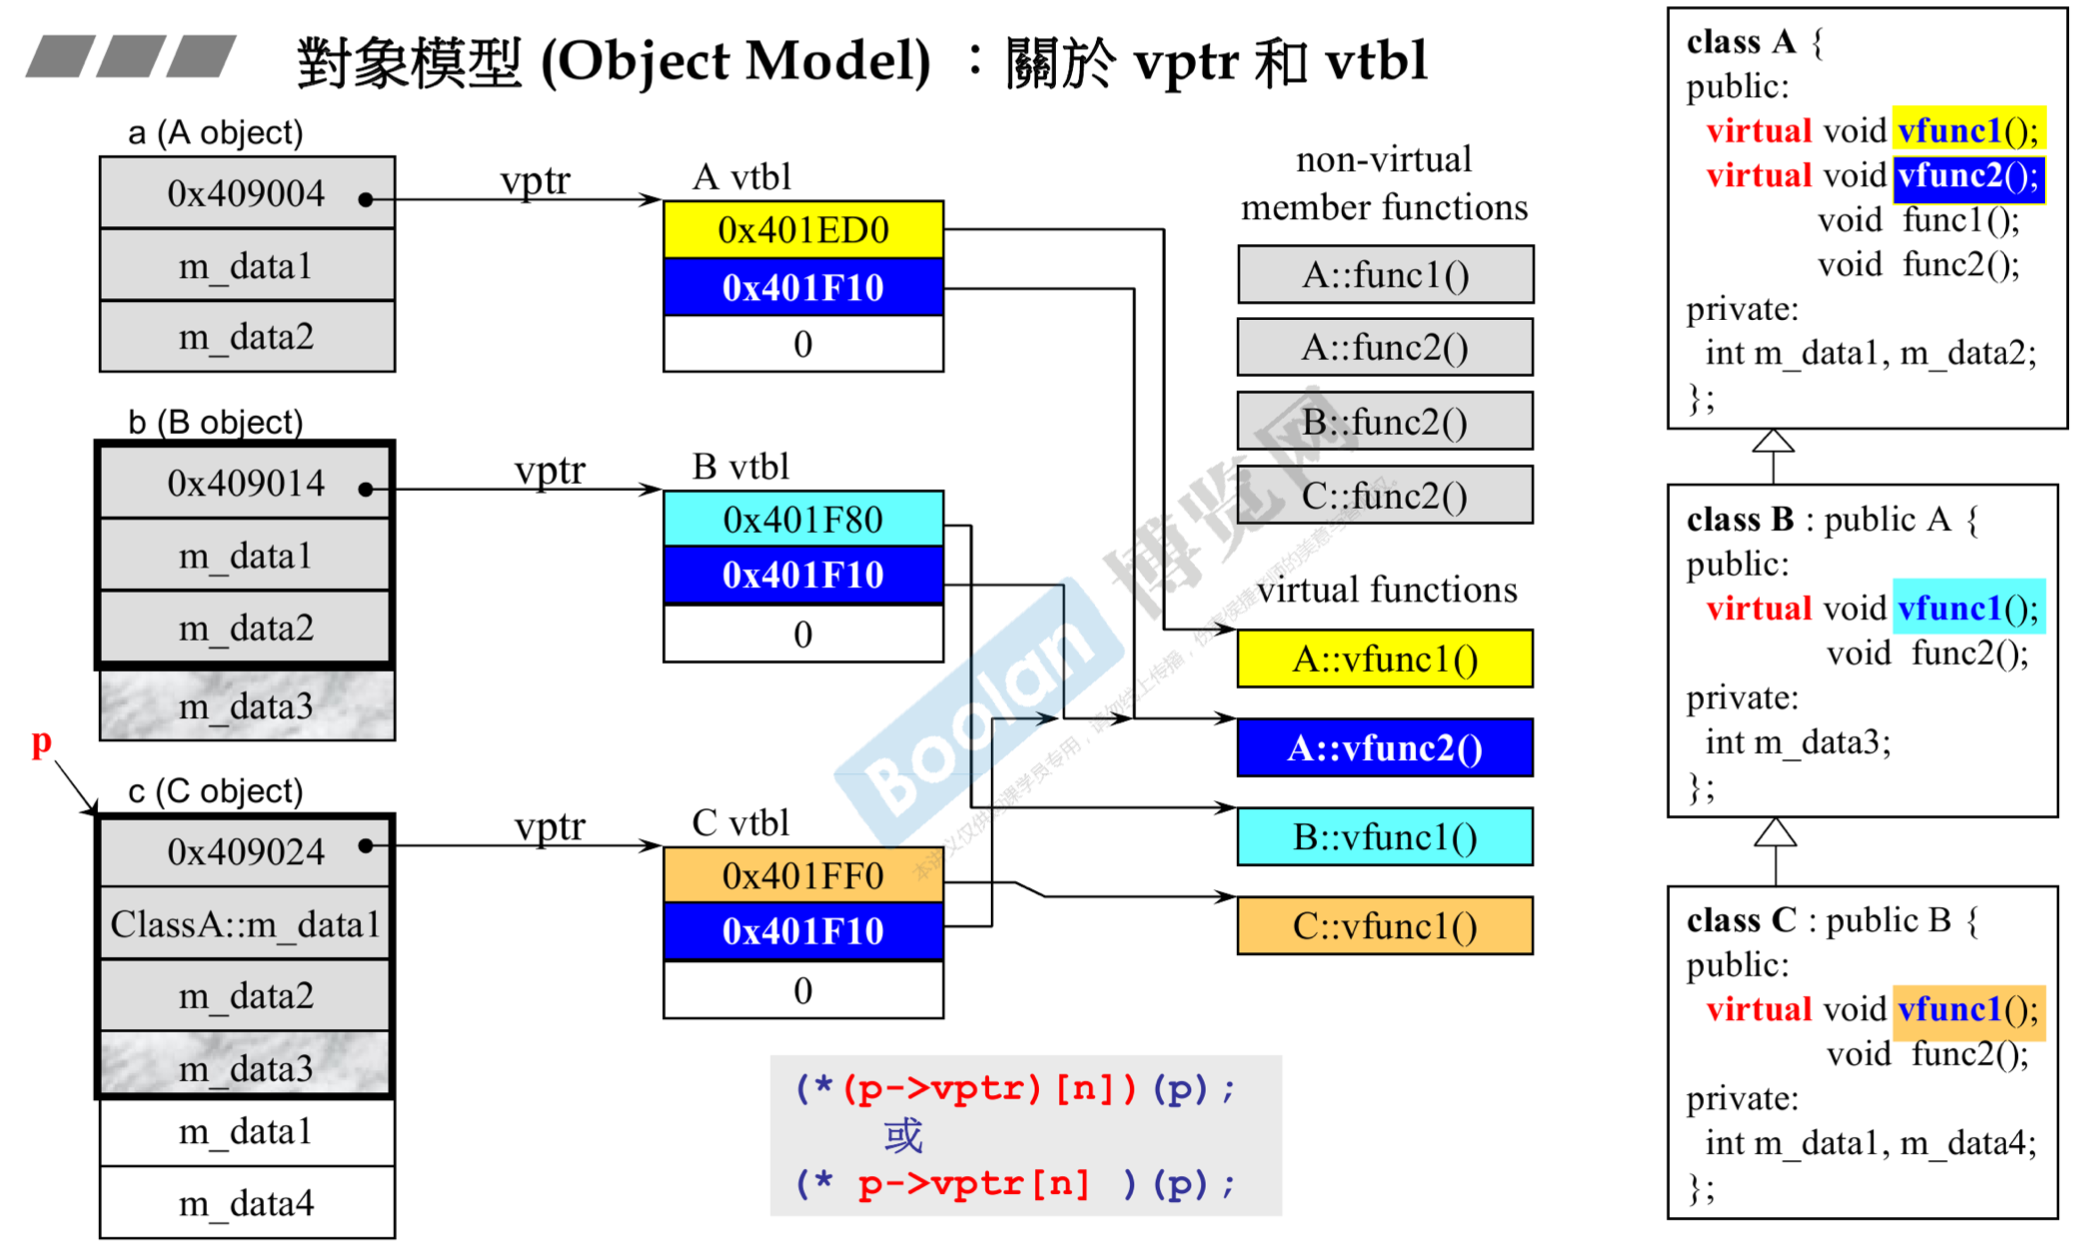 對象模型 (Object Model) ：關於 vptr 和 vtbl
a (A object)
0x409004
m_data1
m_data2
vptr
A vtbl
0x401ED0
0x401F10
0
b (B object)
0x409014
m_data1
m_data2
m_data3
vptr
B vtbl
0x401F80
0x401F10
0
p
c (C object)
0x409024
ClassA::m_data1
m_data2
m_data3
m_data1
m_data4
vptr
C vtbl
0x401FF0
0x401F10
0
(*(p->vptr)[n])(p);
或
(* p->vptr[n] )(p);
non-virtual
member functions
A::func1()
A::func2()
B::func2()
C::func2()
virtual functions
A::vfunc1()
A::vfunc2()
B::vfunc1()
C::vfunc1()
class A {
public:
virtual void vfunc1();
virtual void vfunc2();
void func1();
void func2();
private:
int m_data1, m_data2;
};
class B : public A {
public:
virtual void vfunc1();
void func2();
private:
int m_data3;
};
class C : public B {
public:
virtual void vfunc1();
void func2();
private:
int m_data1, m_data4;
};
Boolan 博览网